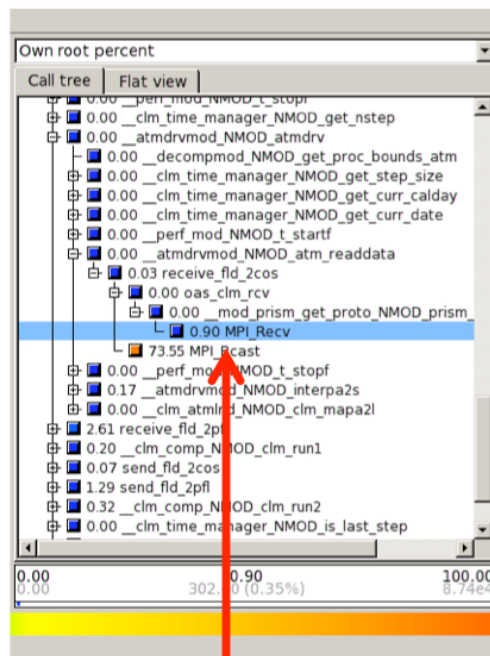 Own root percent
Call tree
Flat view
0.00 __perf_mod_NMOD_t_stopf
0.00 __clm_time_manager_NMOD_get_nstep
0.00 __atmdrvmod_NMOD_atmdrv
0.00 __decompmod_NMOD_get_proc_bounds_atm
0.00 __clm_time_manager_NMOD_get_step_size
0.00 __clm_time_manager_NMOD_get_curr_calday
0.00 __clm_time_manager_NMOD_get_curr_date
0.00 __perf_mod_NMOD_t_startf
0.00 __atmdrvmod_NMOD_atm_readdata
0.03 receive_fld_2cos
0.00 oas_clm_rcv
0.00 __mod_prism_get_proto_NMOD_prism_
0.90 MPI_Recv
73.55 MPI_Bcast
0.00 __perf_mod_NMOD_t_stopf
0.17 __atmdrvmod_NMOD_interpa2s
0.00 __clm_atmlnd_NMOD_clm_mapa2l
2.61 receive_fld_2pfl
0.20 __clm_comp_NMOD_clm_run1
0.07 send_fld_2cos
1.29 send_fld_2pfl
0.32 __clm_comp_NMOD_clm_run2
0.00 __clm_time_manager_NMOD_is_last_step
0.00 0.90 100.00
0.00 (0.35%) 8.74e4